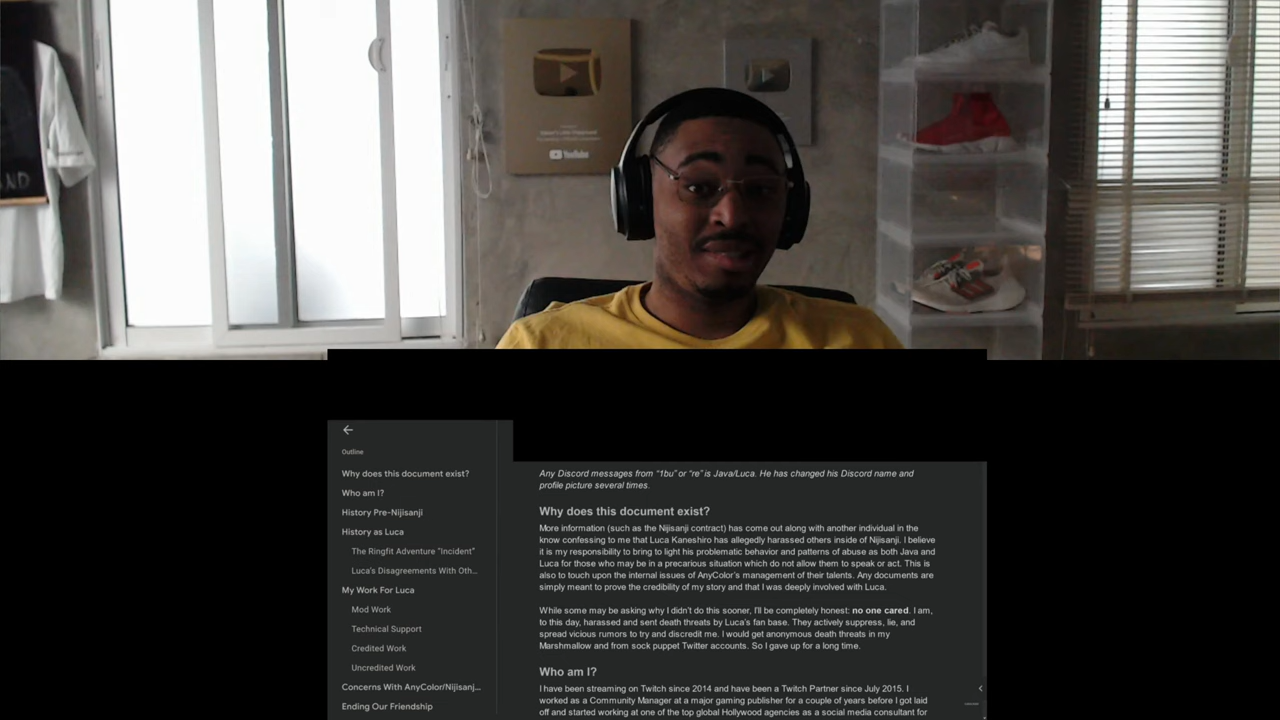 ND
YouTube
Outline
Why does this document exist?
Who am I?
History Pre-Nijisanji
History as Luca
The Ringfit Adventure "Incident"
Luca's Disagreements With Oth...
My Work For Luca
Mod Work
Technical Support
Credited Work
Uncredited Work
Concerns With AnyColor/Nijisanj...
Ending Our Friendship
Any Discord messages from "1bu" or "re" is Java/Luca. He has changed his Discord name and
profile picture several times.
Why does this document exist?
More information (such as the Nijisanji contract) has come out along with another individual in the
know confessing to me that Luca Kaneshiro has allegedly harassed others inside of Nijisanji. I believe
it is my responsibility to bring to light his problematic behavior and patterns of abuse as both Java and
Luca for those who may be in a precarious situation which do not allow them to speak or act. This is
also to touch upon the internal issues of AnyColor's management of their talents. Any documents are
simply meant to prove the credibility of my story and that I was deeply involved with Luca.
While some may be asking why I didn't do this sooner, I'll be completely honest: no one cared. I am,
to this day, harassed and sent death threats by Luca's fan base. They actively suppress, lie, and
spread vicious rumors to try and discredit me. I would get anonymous death threats in my
Marshmallow and from sock puppet Twitter accounts. So I gave up for a long time.
Who am I?
I have been streaming on Twitch since 2014 and have been a Twitch Partner since July 2015. I
worked as a Community Manager at a major gaming publisher for a couple of years before I got laid
off and started working at one of the top global Hollywood agencies as a social media consultant for